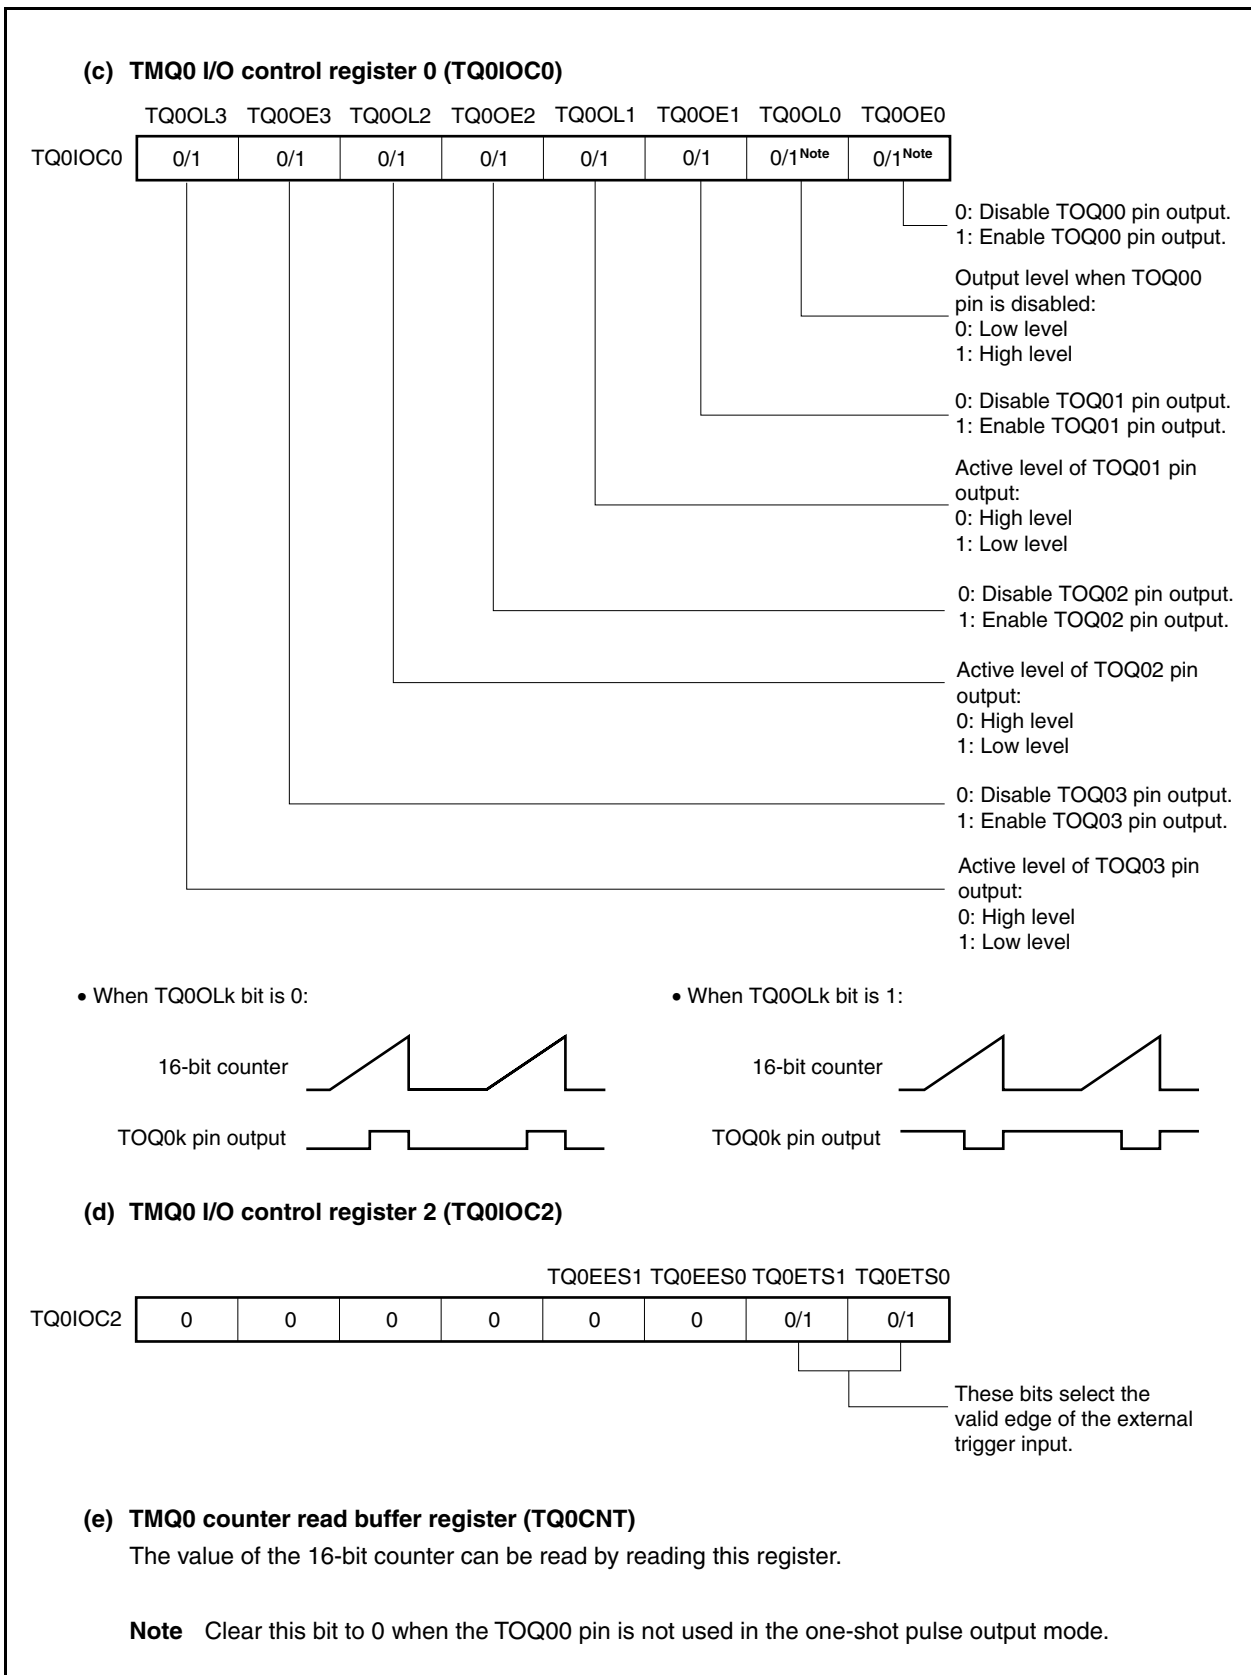 (c) TMQ0 I/O control register 0 (TQ0IOC0)
TQ0OL3 TQ0OE3 TQ0OL2 TQ0OE2 TQ0OL1 TQ0OE1 TQ0OL0 TQ0OE0
TQ0IOC0 0/1 0/1 0/1 0/1 0/1 0/1 0/1Note 0/1Note
0: Disable TOQ00 pin output.
1: Enable TOQ00 pin output.
Output level when TOQ00
pin is disabled:
0: Low level
1: High level
0: Disable TOQ01 pin output.
1: Enable TOQ01 pin output.
Active level of TOQ01 pin
output:
0: High level
1: Low level
0: Disable TOQ02 pin output.
1: Enable TOQ02 pin output.
Active level of TOQ02 pin
output:
0: High level
1: Low level
0: Disable TOQ03 pin output.
1: Enable TOQ03 pin output.
Active level of TOQ03 pin
output:
0: High level
1: Low level
• When TQ0OLk bit is 0:
16-bit counter
TOQ0k pin output
• When TQ0OLk bit is 1:
16-bit counter
TOQ0k pin output
(d) TMQ0 I/O control register 2 (TQ0IOC2)
TQ0EES1 TQ0EES0 TQ0ETS1 TQ0ETS0
TQ0IOC2 0 0 0 0 0 0 0/1 0/1
These bits select the
valid edge of the external
trigger input.
(e) TMQ0 counter read buffer register (TQ0CNT)
The value of the 16-bit counter can be read by reading this register.
Note Clear this bit to 0 when the TOQ00 pin is not used in the one-shot pulse output mode.